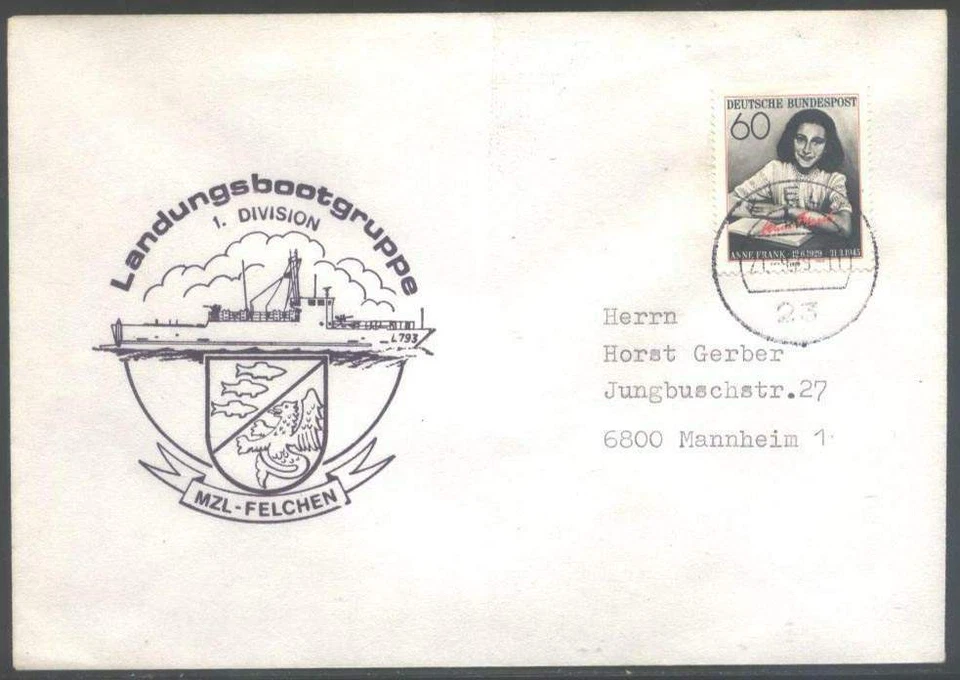 Landungsbootgruppe
1. DIVISION
L793
MZL-FELCHEN
DEUTSCHE BUNDESPOST
60
ANNE FRANK · 12.6.1929 - 31.3.1945
23
Herrn
Horst Gerber
Jungbuschstr.27
6800 Mannheim 1